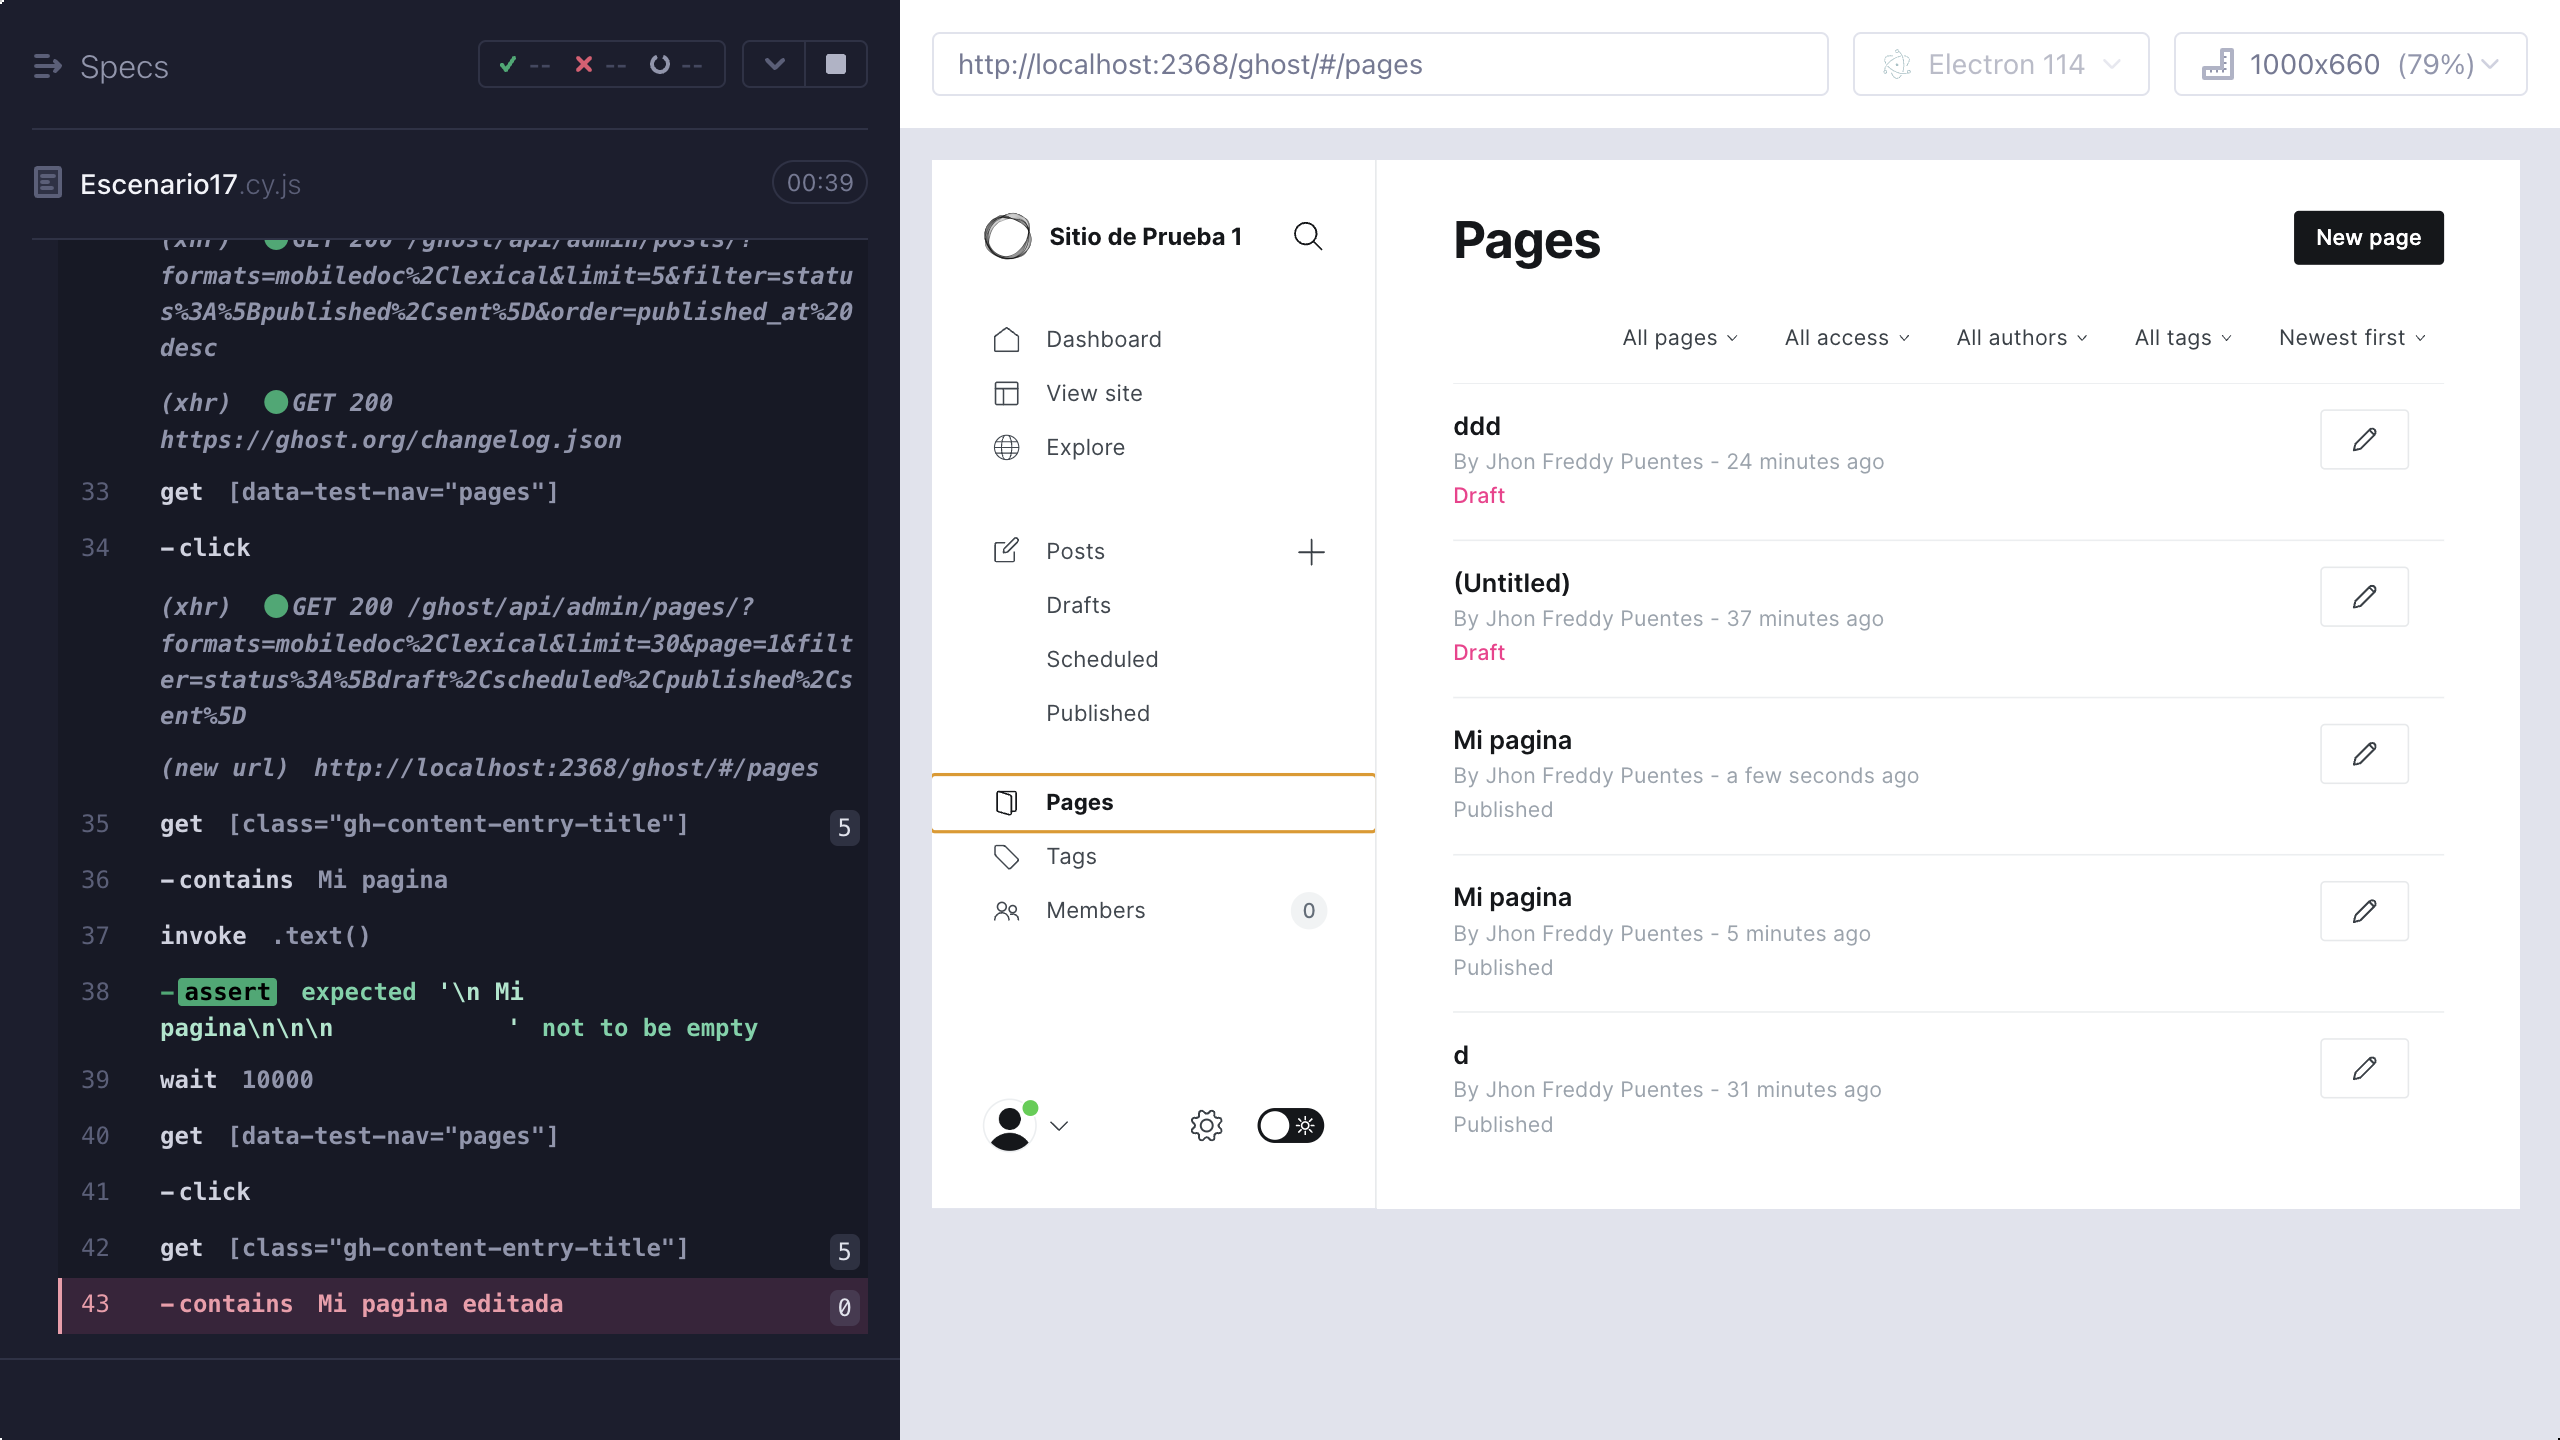 Specs
-- -- --
Escenario17.cy.js
00:39
(xhr) GET 200 /ghost/api/admin/posts/?
formats=mobiledoc%2Clexical&limit=5&filter=statu
s%3A%5Bpublished%2Csent%5D&order=published_at%20
desc
(xhr) GET 200
https://ghost.org/changelog.json
33 get [data-test-nav="pages"]
34 -click
(xhr) GET 200 /ghost/api/admin/pages/?
formats=mobiledoc%2Clexical&limit=30&page=1&filt
er=status%3A%5Bdraft%2Cscheduled%2Cpublished%2Cs
ent%5D
(new url) http://localhost:2368/ghost/#/pages
35 get [class="gh-content-entry-title"] 5
36 -contains Mi pagina
37 invoke .text()
38 -assert expected '\n Mi
pagina\n\n\n ' not to be empty
39 wait 10000
40 get [data-test-nav="pages"]
41 -click
42 get [class="gh-content-entry-title"] 5
43 -contains Mi pagina editada 0
http://localhost:2368/ghost/#/pages
Electron 114
1000x660 (79%)
Sitio de Prueba 1
Dashboard
View site
Explore
Posts
Drafts
Scheduled
Published
Pages
Tags
Members 0
Pages
New page
All pages All access All authors All tags Newest first
ddd
By Jhon Freddy Puentes - 24 minutes ago
Draft
(Untitled)
By Jhon Freddy Puentes - 37 minutes ago
Draft
Mi pagina
By Jhon Freddy Puentes - a few seconds ago
Published
Mi pagina
By Jhon Freddy Puentes - 5 minutes ago
Published
d
By Jhon Freddy Puentes - 31 minutes ago
Published